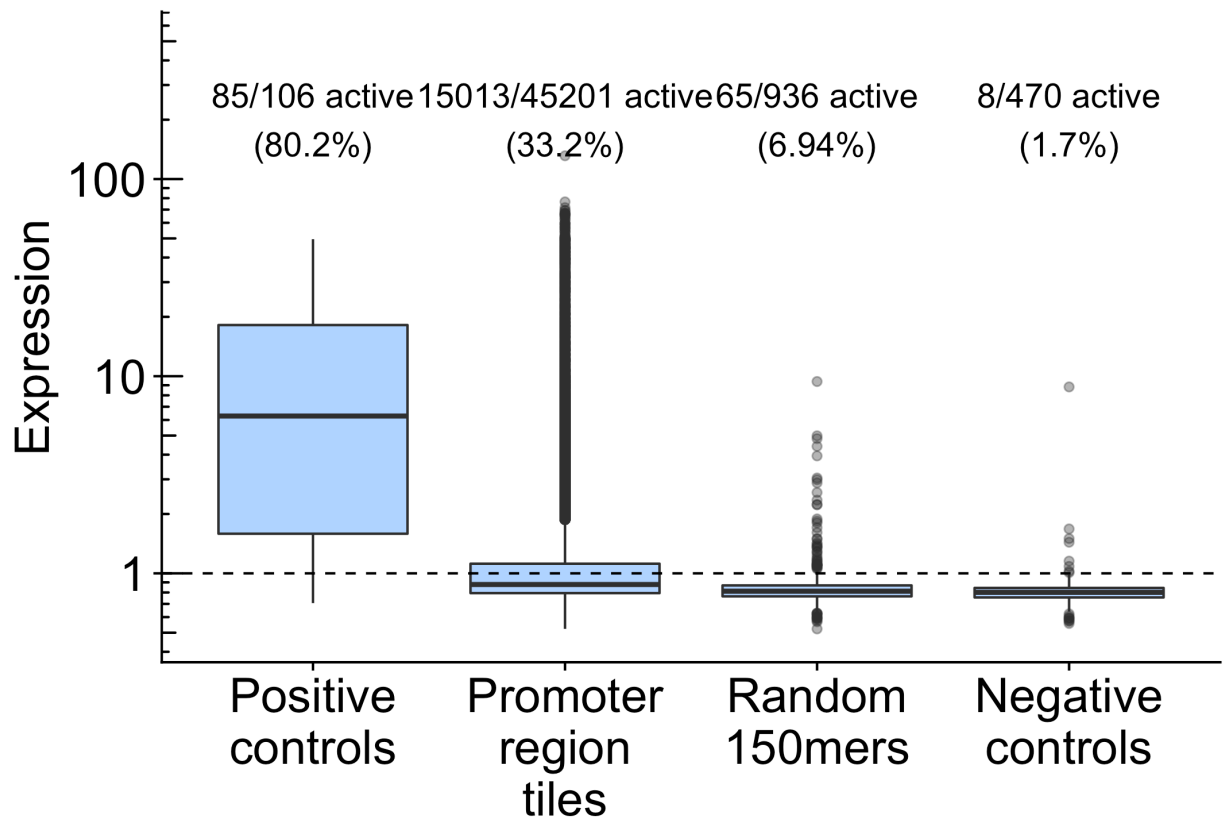 85/106 active 15013/45201 active 65/936 active 8/470 active
(80.2%) (33.2%) (6.94%) (1.7%)
100
10
1
Expression
Positive controls
Promoter region tiles
Random 150mers
Negative controls